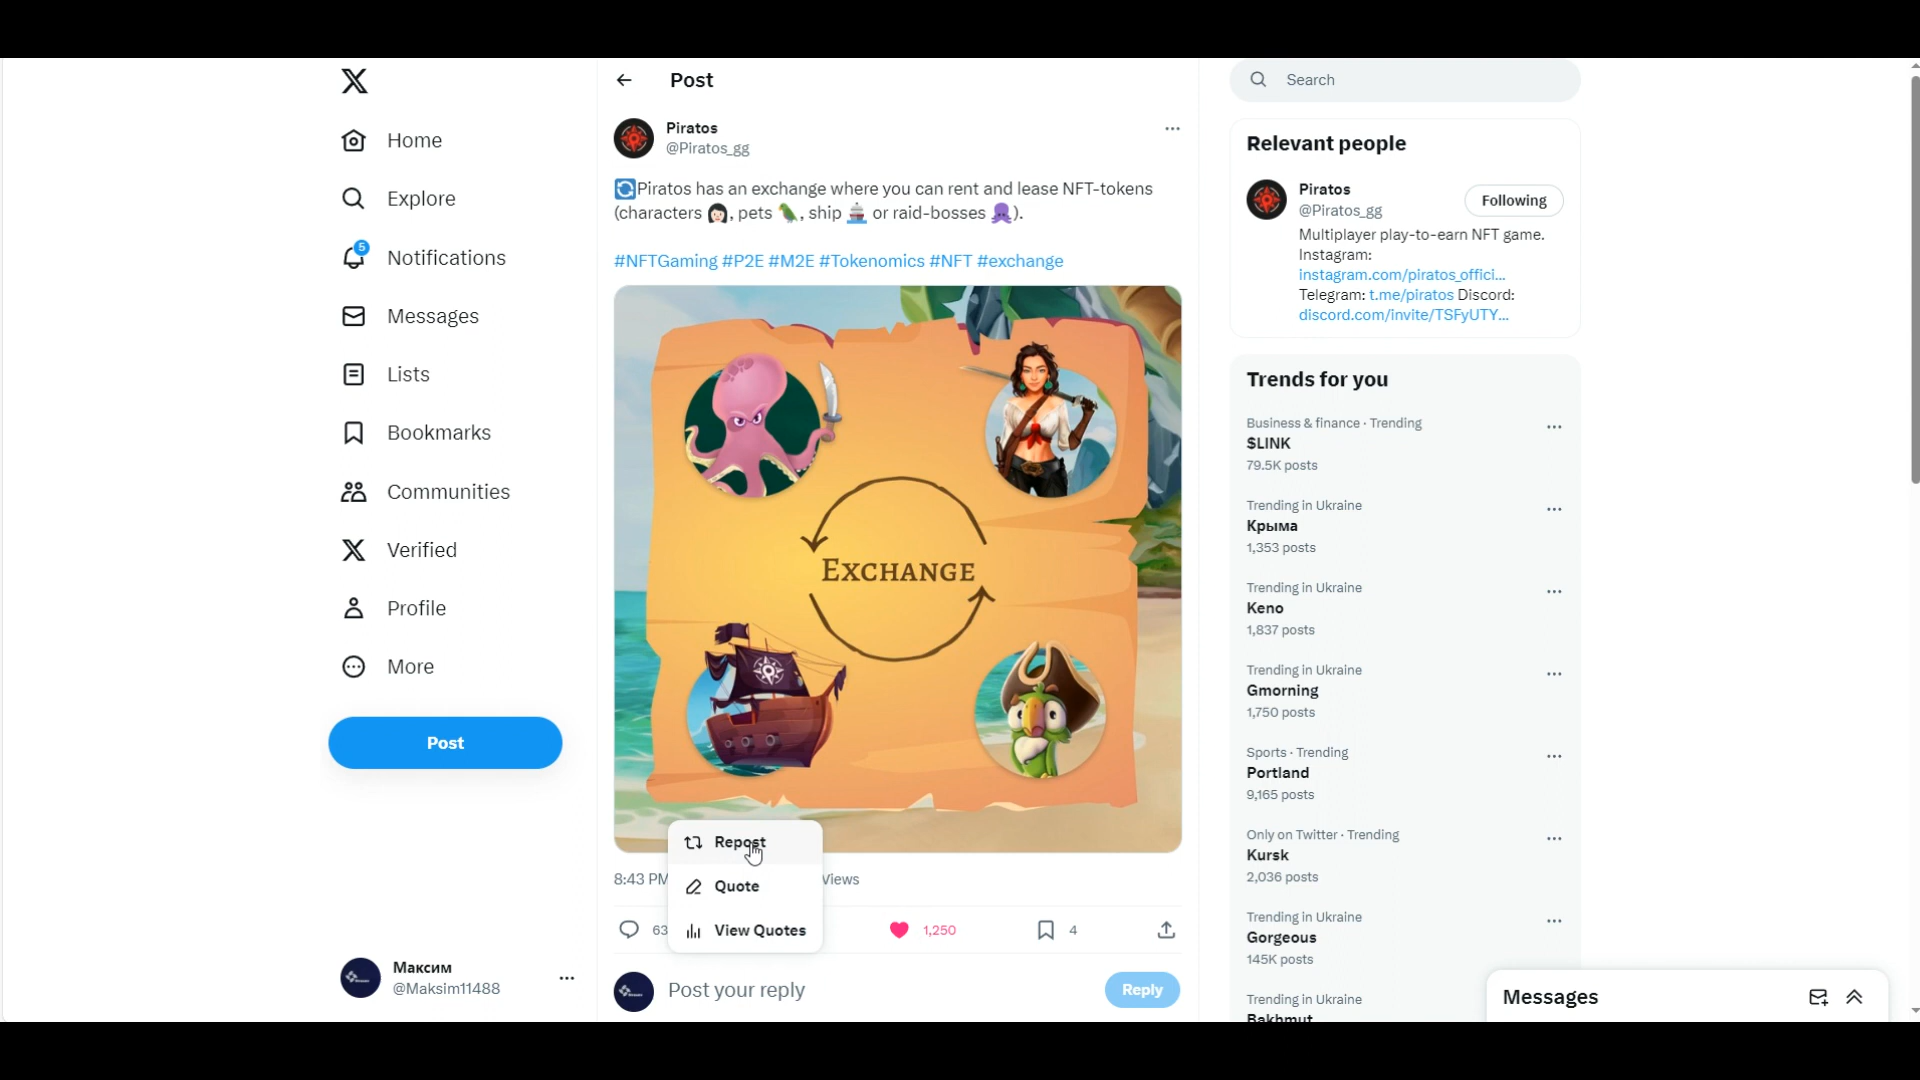 Home
Explore
5
Notifications
Messages
Lists
Bookmarks
Communities
Verified
Profile
More
Post
Максим
@Maksim11488
Post
Piratos
@Piratos_gg
Piratos has an exchange where you can rent and lease NFT-tokens
(characters , pets , ship or raid-bosses ).
#NFTGaming #P2E #M2E #Tokenomics #NFT #exchange
EXCHANGE
Repost
Quote
View Quotes
8:43 PM
Views
63
1,250
4
Post your reply
Reply
Search
Relevant people
Piratos
@Piratos_gg
Following
Multiplayer play-to-earn NFT game.
Instagram:
instagram.com/piratos_offici...
Telegram: t.me/piratos Discord:
discord.com/invite/TSFyUTY...
Trends for you
Business & finance · Trending
$LINK
79.5K posts
Trending in Ukraine
Крыма
1,353 posts
Trending in Ukraine
Keno
1,837 posts
Trending in Ukraine
Gmorning
1,750 posts
Sports · Trending
Portland
9,165 posts
Only on Twitter · Trending
Kursk
2,036 posts
Trending in Ukraine
Gorgeous
145K posts
Trending in Ukraine
Bakhmut
Messages